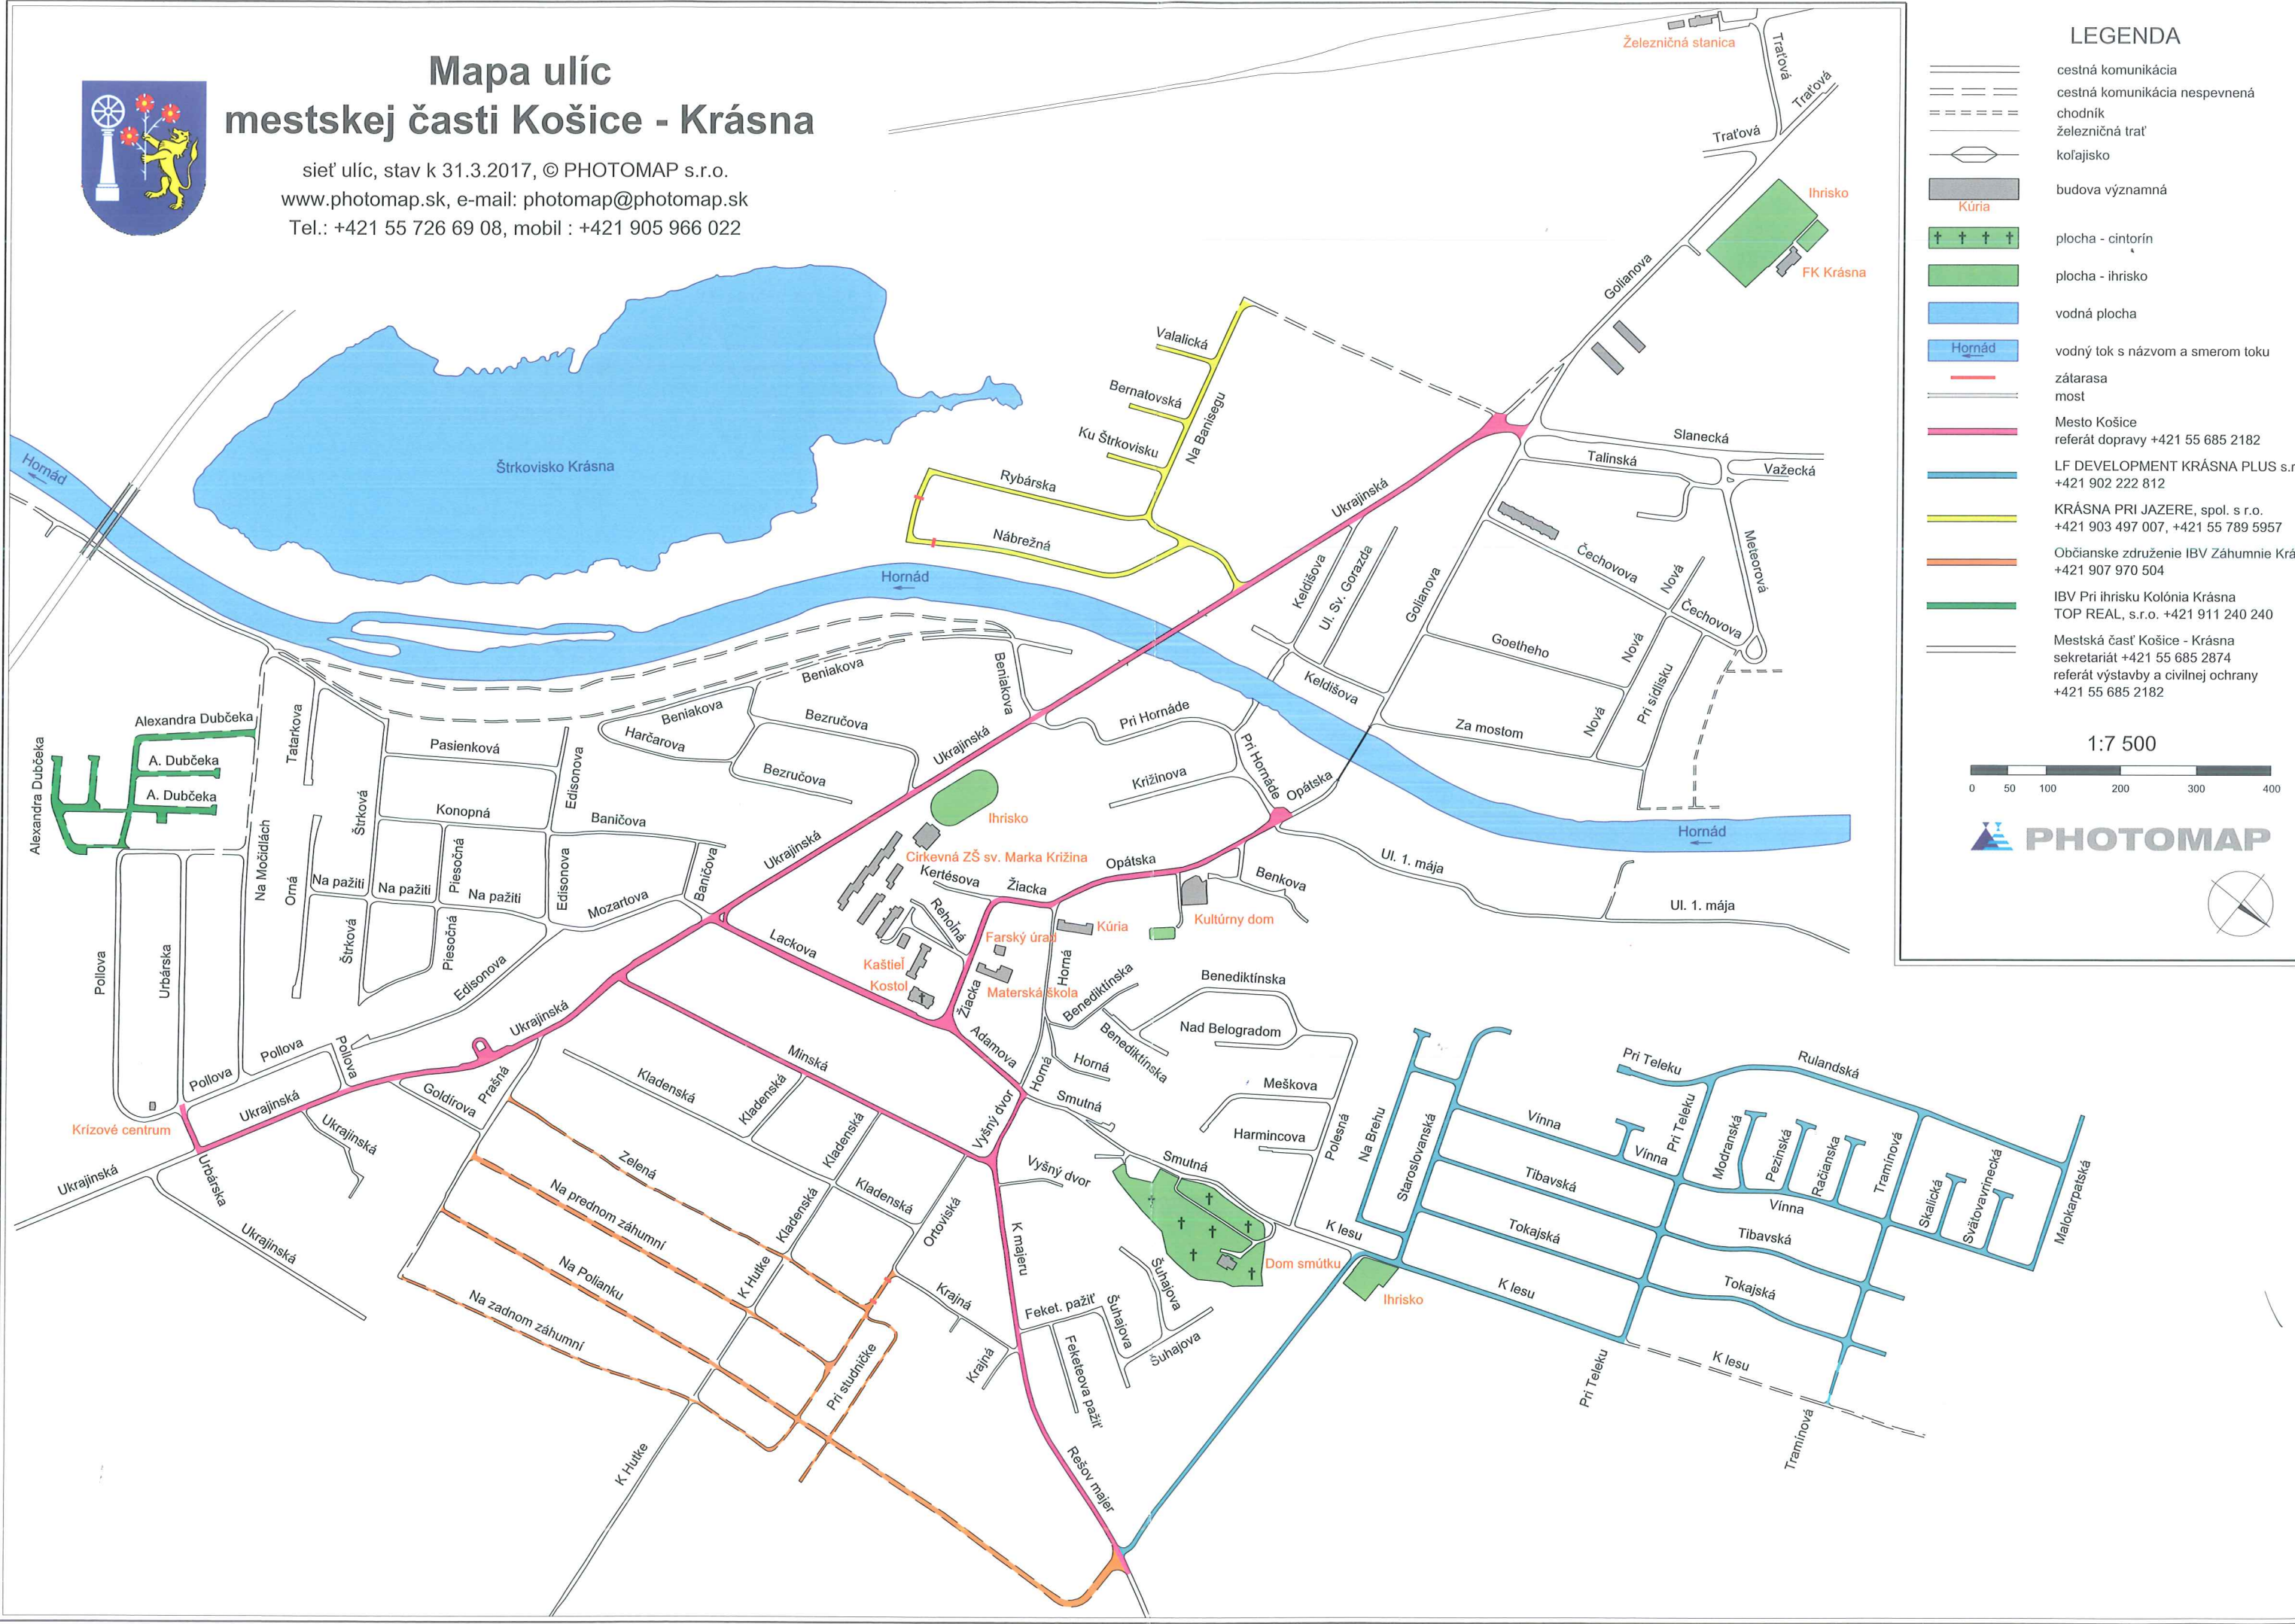 Mapa ulíc
mestskej časti Košice - Krásna
sieť ulíc, stav k 31.3.2017, © PHOTOMAP s.r.o.
www.photomap.sk, e-mail: photomap@photomap.sk
Tel.: +421 55 726 69 08, mobil : +421 905 966 022
Železničná stanica
Traťová
Traťová
Traťová
Ihrisko
FK Krásna
Golianova
Valalická
Bernatovská
Ku Štrkovisku
Na Banisegu
Rybárska
Nábrežná
Štrkovisko Krásna
Hornád
Hornád
Slanecká
Talinská
Važecká
Ukrajinská
Keldišova
Ul. Sv. Gorazda
Golianova
Čechovova
Nová
Čechovova
Meteorová
Goetheho
Nová
Pri sídlisku
Keldišova
Za mostom
Nová
Hornád
Beniakova
Beniakova
Beniakova
Harčarova
Bezručova
Bezručova
Ukrajinská
Pri Hornáde
Pri Hornáde
Križinova
Opátska
Alexandra Dubčeka
Alexandra Dubčeka
A. Dubčeka
A. Dubčeka
Tatarkova
Pasienková
Edisonova
Štrková
Konopná
Baničova
Baničova
Na Močidlách
Orná
Na pažiti
Na pažiti
Na pažiti
Piesočná
Piesočná
Štrková
Edisonova
Mozartova
Edisonova
Ukrajinská
Ihrisko
Cirkevná ZŠ sv. Marka Križina
Kertésova
Žiacka
Opátska
Ul. 1. mája
Ul. 1. mája
Benkova
Kultúrny dom
Kúria
Rehoľná
Farský úrad
Kaštieľ
Kostol
Materská škola
Žiacka
Horná
Lackova
Adamova
Benediktínska
Benediktínska
Benediktínska
Nad Belogradom
Horná
Horná
Meškova
Harmincova
Polesná
Smutná
Smutná
Pollova
Urbárska
Pollova
Pollova
Pollova
Krízové centrum
Ukrajinská
Ukrajinská
Ukrajinská
Ukrajinská
Ukrajinská
Urbárska
Goldírova
Prašná
Minská
Kladenská
Kladenská
Kladenská
Kladenská
Kladenská
Vyšný dvor
Vyšný dvor
Zelená
Na prednom záhumní
Na Polianku
Na zadnom záhumní
K Hutke
K Hutke
Ortoviská
Krajná
Krajná
Pri studničke
K majeru
Feket. pažiť
Feketeova pažiť
Šuhajova
Šuhajova
Šuhajova
Rešov majer
Dom smútku
Ihrisko
K lesu
K lesu
K lesu
Na Brehu
Staroslovanská
Vínna
Vínna
Vínna
Tibavská
Tibavská
Tokajská
Tokajská
Pri Teleku
Pri Teleku
Pri Teleku
Rulandská
Modranská
Pezinská
Račianska
Tramínová
Tramínová
Skalická
Svätovavrinecká
Malokarpatská
LEGENDA
cestná komunikácia
cestná komunikácia nespevnená
chodník
železničná trať
koľajisko
budova významná
Kúria
plocha - cintorín
plocha - ihrisko
vodná plocha
Hornád
vodný tok s názvom a smerom toku
zátarasa
most
Mesto Košice
referát dopravy +421 55 685 2182
LF DEVELOPMENT KRÁSNA PLUS s.r
+421 902 222 812
KRÁSNA PRI JAZERE, spol. s r.o.
+421 903 497 007, +421 55 789 5957
Občianske združenie IBV Záhumnie Krá
+421 907 970 504
IBV Pri ihrisku Kolónia Krásna
TOP REAL, s.r.o. +421 911 240 240
Mestská časť Košice - Krásna
sekretariát +421 55 685 2874
referát výstavby a civilnej ochrany
+421 55 685 2182
1:7 500
0 50 100 200 300 400
PHOTOMAP